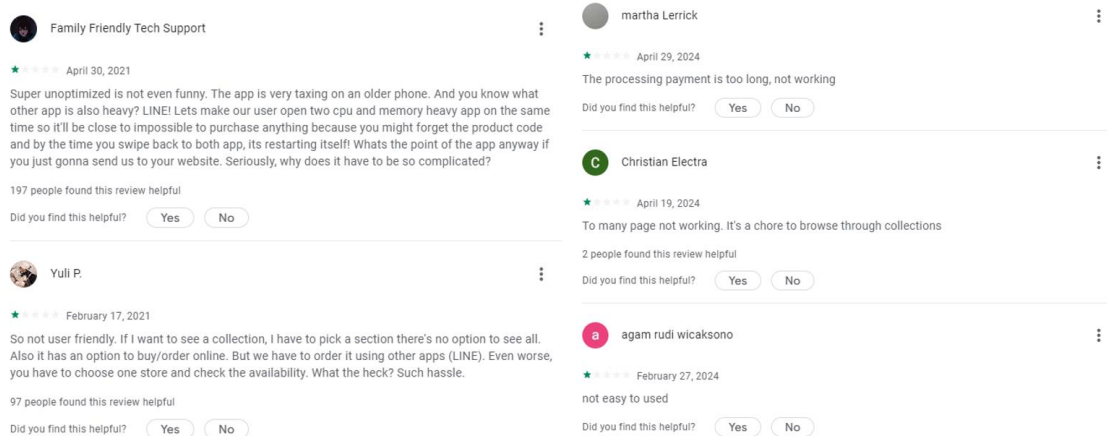 Family Friendly Tech Support
April 30, 2021
Super unoptimized is not even funny. The app is very taxing on an older phone. And you know what
other app is also heavy? LINE! Lets make our user open two cpu and memory heavy app on the same
time so it'll be close to impossible to purchase anything because you might forget the product code
and by the time you swipe back to both app, its restarting itself! Whats the point of the app anyway if
you just gonna send us to your website. Seriously, why does it have to be so complicated?
197 people found this review helpful
Did you find this helpful? Yes No
Yuli P.
February 17, 2021
So not user friendly. If I want to see a collection, I have to pick a section there's no option to see all.
Also it has an option to buy/order online. But we have to order it using other apps (LINE). Even worse,
you have to choose one store and check the availability. What the heck? Such hassle.
97 people found this review helpful
Did you find this helpful? Yes No
martha Lerrick
April 29, 2024
The processing payment is too long, not working
Did you find this helpful? Yes No
C Christian Electra
April 19, 2024
To many page not working. It's a chore to browse through collections
2 people found this review helpful
Did you find this helpful? Yes No
a agam rudi wicaksono
February 27, 2024
not easy to used
Did you find this helpful? Yes No